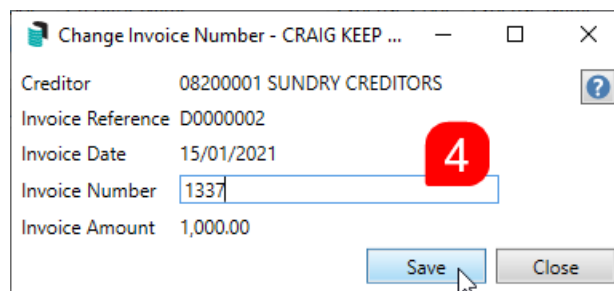 Change Invoice Number - CRAIG KEEP ...
Creditor 08200001 SUNDRY CREDITORS
?
Invoice Reference D0000002
Invoice Date 15/01/2021
4
Invoice Number 1337
Invoice Amount 1,000.00
Save Close